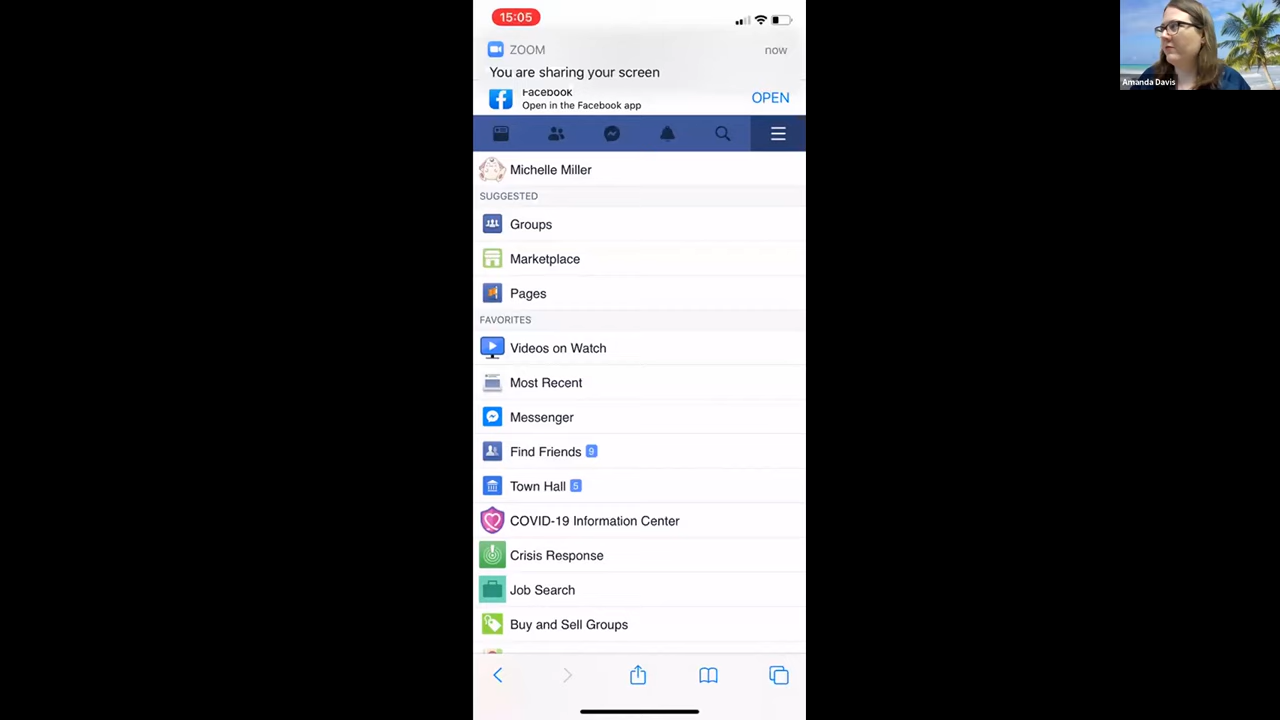 15:05
ZOOM
now
You are sharing your screen
Facebook
Open in the Facebook app
OPEN
Amanda Davis
Michelle Miller
SUGGESTED
Groups
Marketplace
Pages
FAVORITES
Videos on Watch
Most Recent
Messenger
Find Friends 9
Town Hall 5
COVID-19 Information Center
Crisis Response
Job Search
Buy and Sell Groups